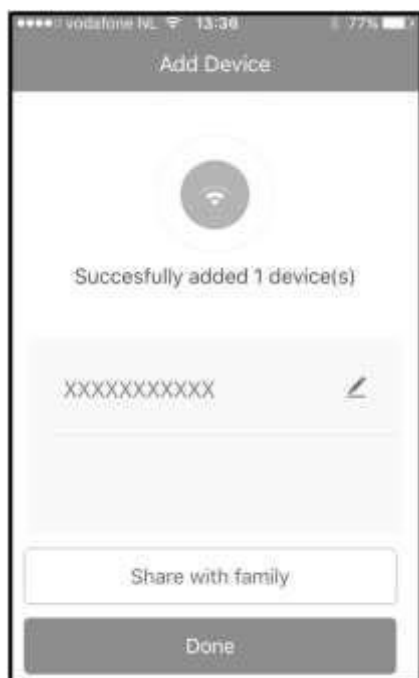 vodafone NL 13:36 77%
Add Device
Succesfully added 1 device(s)
XXXXXXXXXXX
Share with family
Done